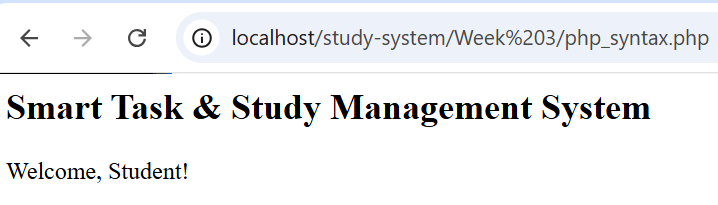 localhost/study-system/Week%203/php_syntax.php
Smart Task & Study Management System
Welcome, Student!